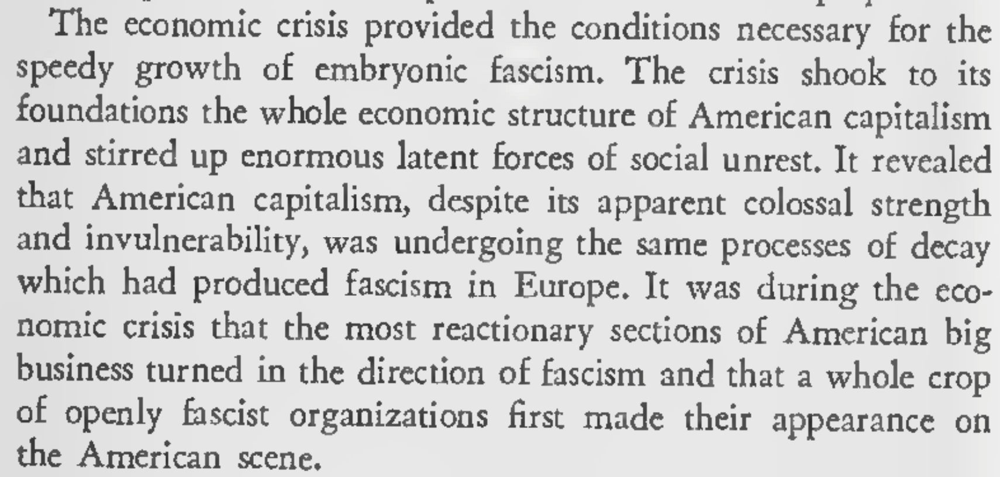 The economic crisis provided the conditions necessary for the
speedy growth of embryonic fascism. The crisis shook to its
foundations the whole economic structure of American capitalism
and stirred up enormous latent forces of social unrest. It revealed
that American capitalism, despite its apparent colossal strength
and invulnerability, was undergoing the same processes of decay
which had produced fascism in Europe. It was during the eco-
nomic crisis that the most reactionary sections of American big
business turned in the direction of fascism and that a whole crop
of openly fascist organizations first made their appearance on
the American scene.